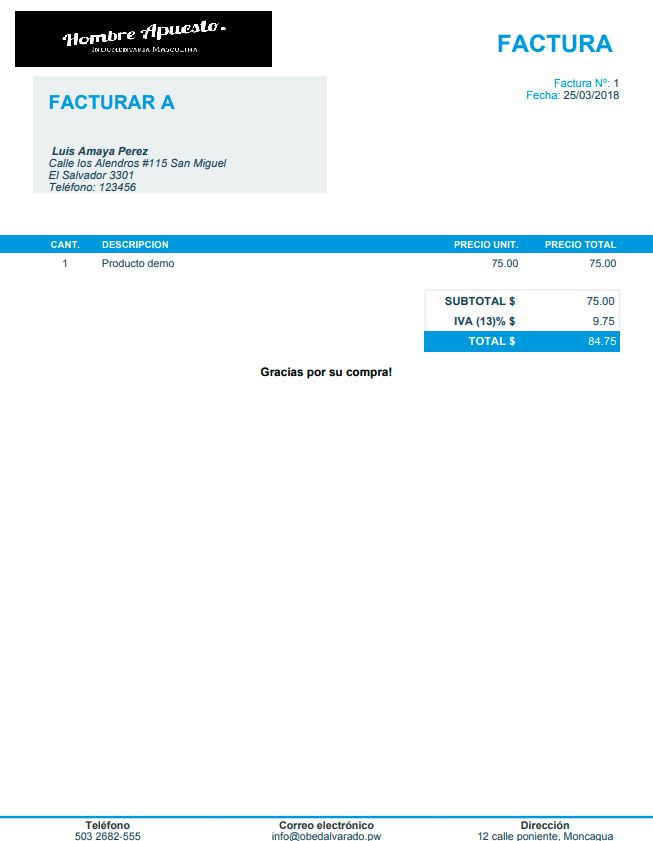 Hombre Apuesto.
Indumentaria Masculina
FACTURA
Factura Nº: 1
Fecha: 25/03/2018
FACTURAR A
Luis Amaya Perez
Calle los Alendros #115 San Miguel
El Salvador 3301
Teléfono: 123456
CANT. DESCRIPCION PRECIO UNIT. PRECIO TOTAL
1 Producto demo 75.00 75.00
SUBTOTAL $ 75.00
IVA (13)% $ 9.75
TOTAL $ 84.75
Gracias por su compra!
Teléfono Correo electrónico Dirección
503 2682-555 info@obedalvarado.pw 12 calle poniente, Moncagua